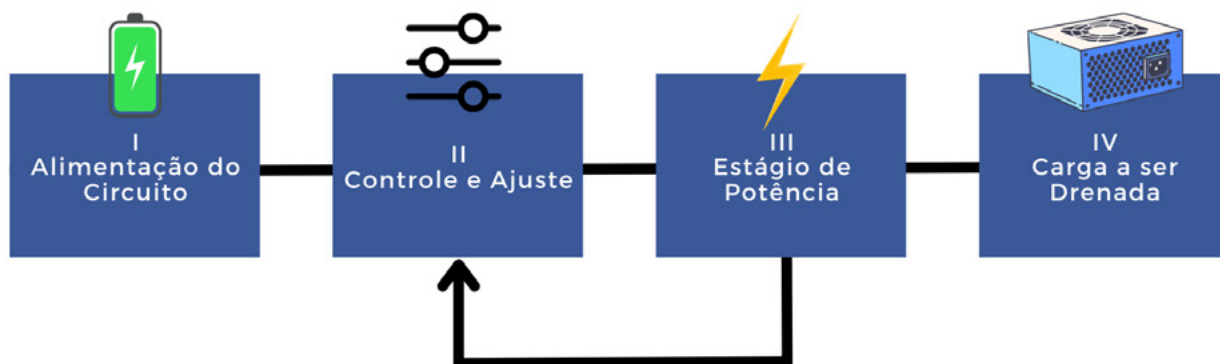 I
Alimentação do
Circuito
II
Controle e Ajuste
III
Estágio de
Potência
IV
Carga a ser
Drenada